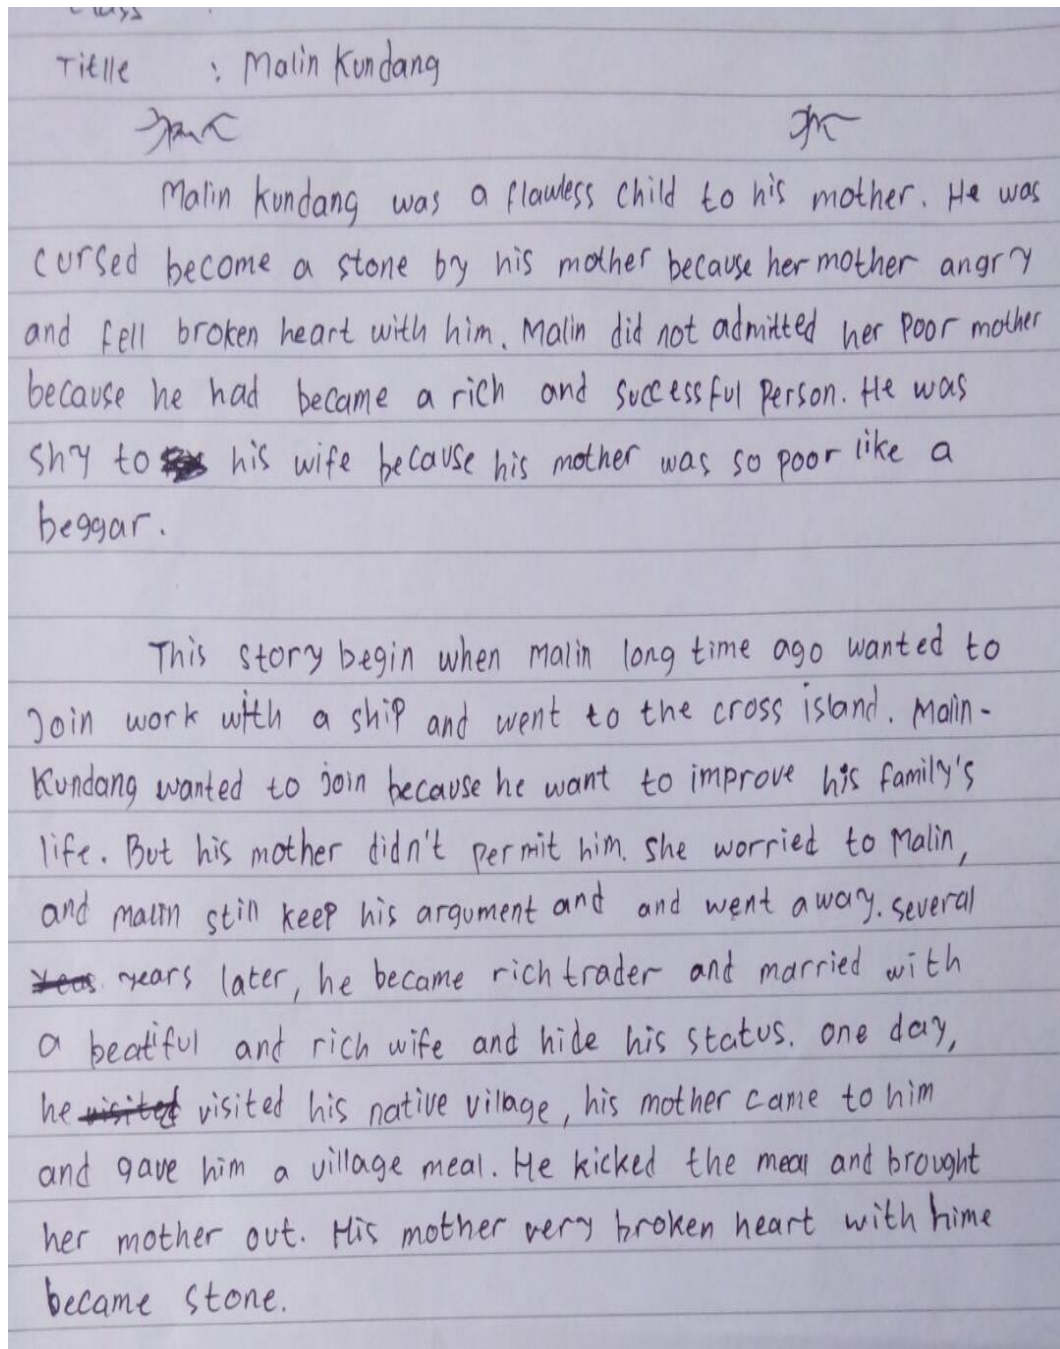 Titlle : Malin Kundang
Malin Kundang was a flawless child to his mother. He was
cursed become a stone by his mother because her mother angry
and fell broken heart with him. Malin did not admitted her poor mother
because he had became a rich and successful person. He was
shy to his wife because his mother was so poor like a
beggar.
This story begin when Malin long time ago wanted to
Join work with a ship and went to the cross island. Malin-
Kundang wanted to join because he want to improve his family's
life. But his mother didn't permit him. She worried to Malin,
and malin still keep his argument and and went away. several
years later, he became rich trader and married with
a beatiful and rich wife and hide his status. one day,
he visited visited his native village, his mother came to him
and gave him a village meal. He kicked the meal and brought
her mother out. His mother very broken heart with hime
became stone.